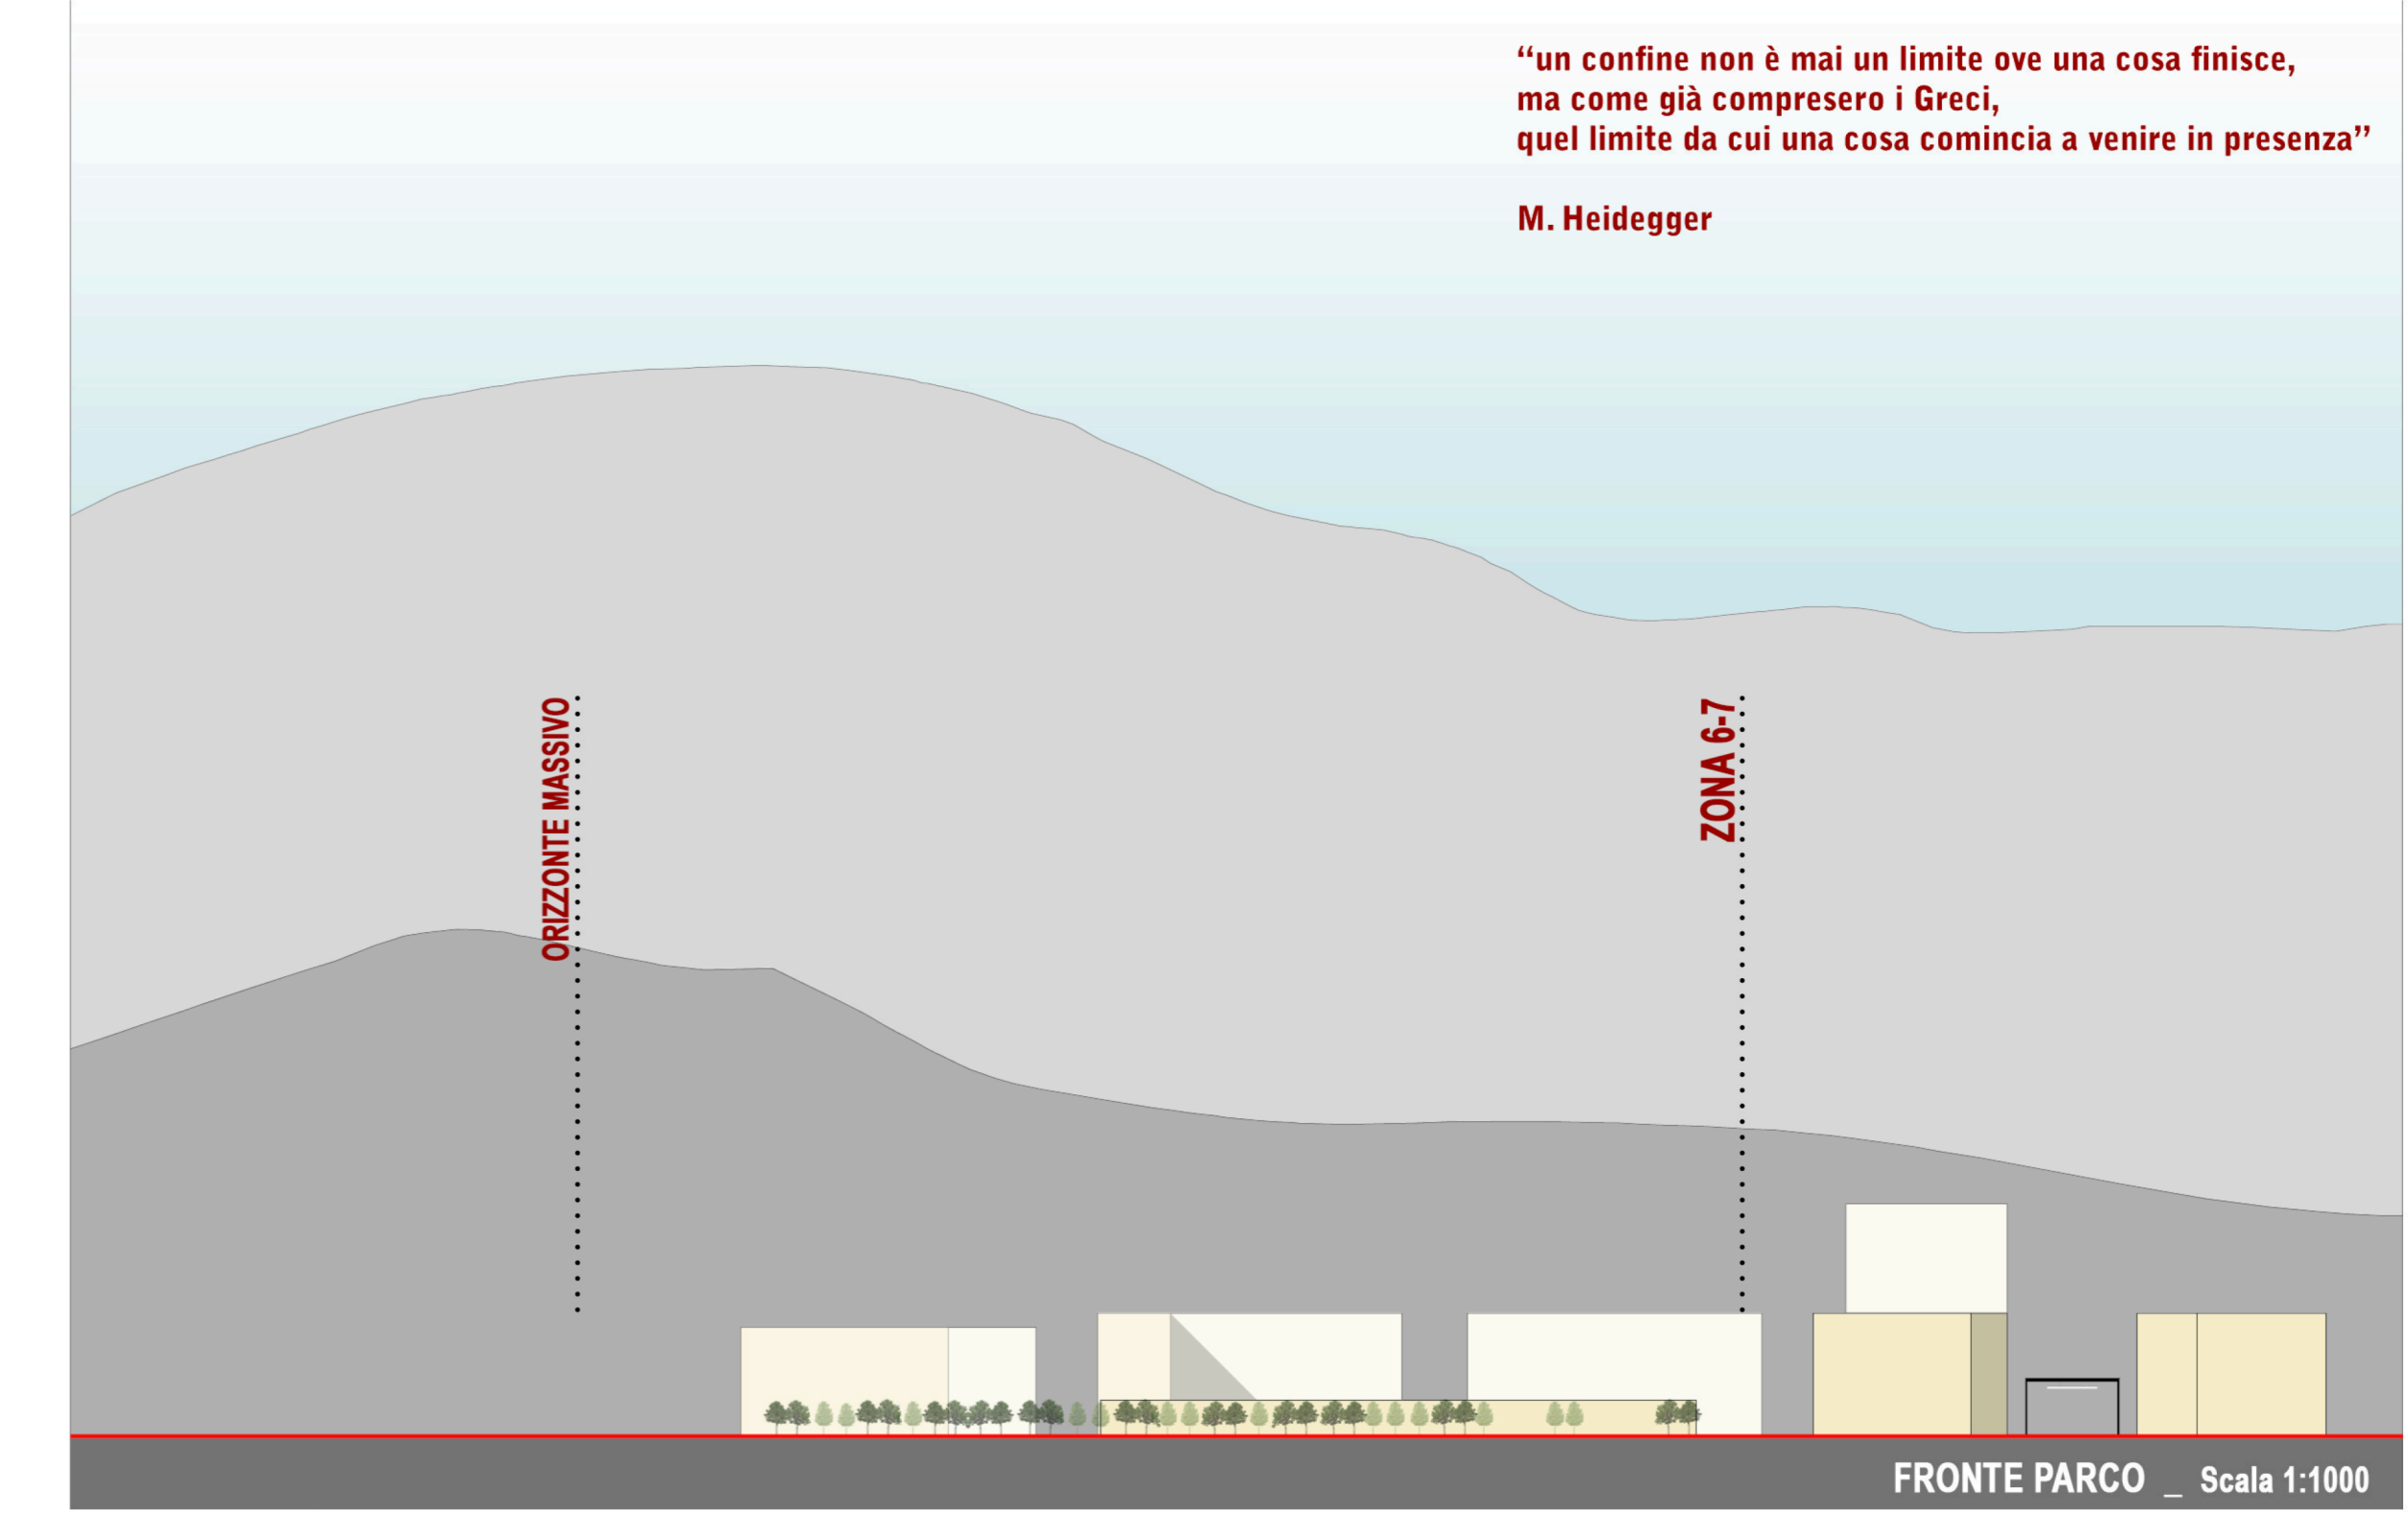 “un confine non è mai un limite ove una cosa finisce,
ma come già compresero i Greci,
quel limite da cui una cosa comincia a venire in presenza”
M. Heidegger
ORIZZONTE MASSIVO
ZONA 6-7
FRONTE PARCO _ Scala 1:1000